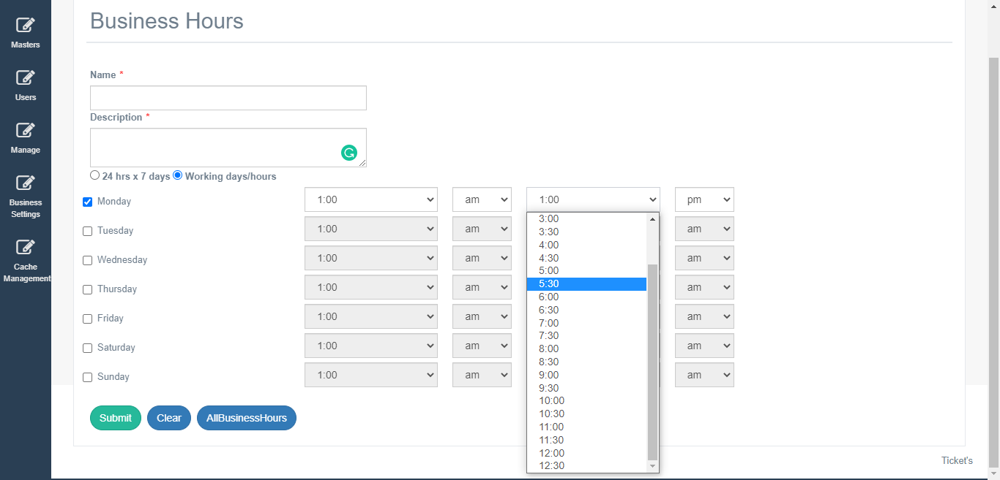 Business Hours
Masters
Users
Manage
Business
Settings
Cache
Management
Name *
Description *
24 hrs x 7 days Working days/hours
Monday 1:00 am 1:00 pm
Tuesday 1:00 am am
Wednesday 1:00 am am
Thursday 1:00 am am
Friday 1:00 am am
Saturday 1:00 am am
Sunday 1:00 am am
3:00
3:30
4:00
4:30
5:00
5:30
6:00
6:30
7:00
7:30
8:00
8:30
9:00
9:30
10:00
10:30
11:00
11:30
12:00
12:30
Submit Clear AllBusinessHours
Ticket's